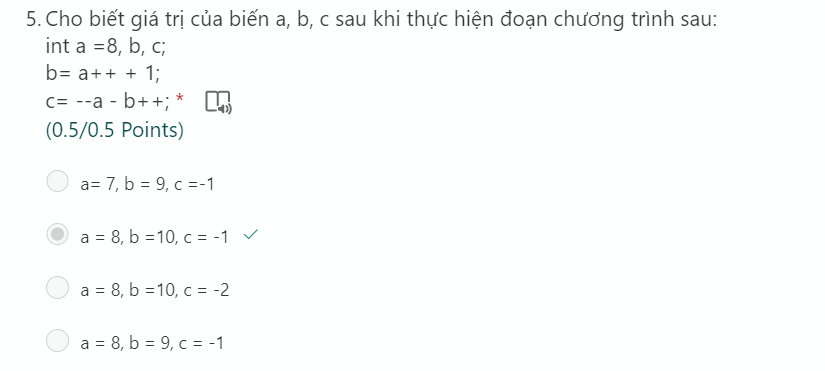 5. Cho biết giá trị của biến a, b, c sau khi thực hiện đoạn chương trình sau:
int a =8, b, c;
b= a++ + 1;
c= --a - b++; *
(0.5/0.5 Points)
a= 7, b = 9, c =-1
a = 8, b =10, c = -1
a = 8, b =10, c = -2
a = 8, b = 9, c = -1